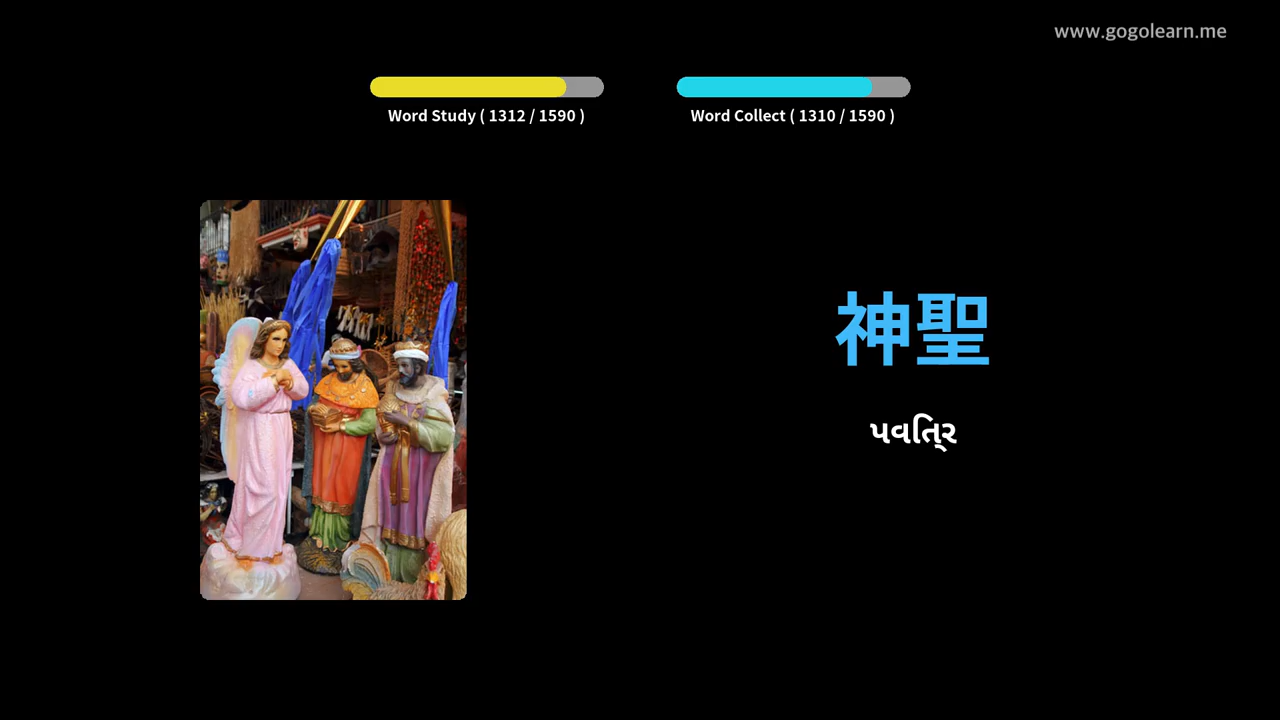 www.gogolearn.me
Word Study ( 1312 / 1590 )
Word Collect ( 1310 / 1590 )
神聖
પવિત્ર